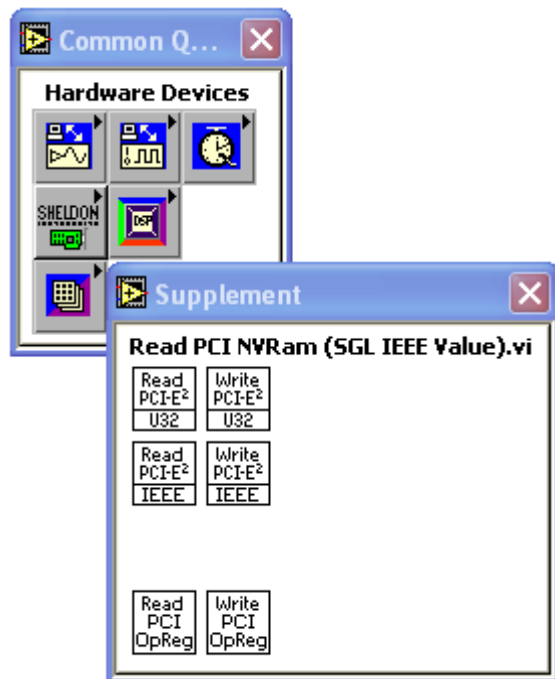 Common Q...
Hardware Devices
SHELDON
DSP
Supplement
Read PCI NVRam (SGL IEEE Value).vi
Read Write
PCI-E² PCI-E²
U32 U32
Read Write
PCI-E² PCI-E²
IEEE IEEE
Read Write
PCI PCI
OpReg OpReg